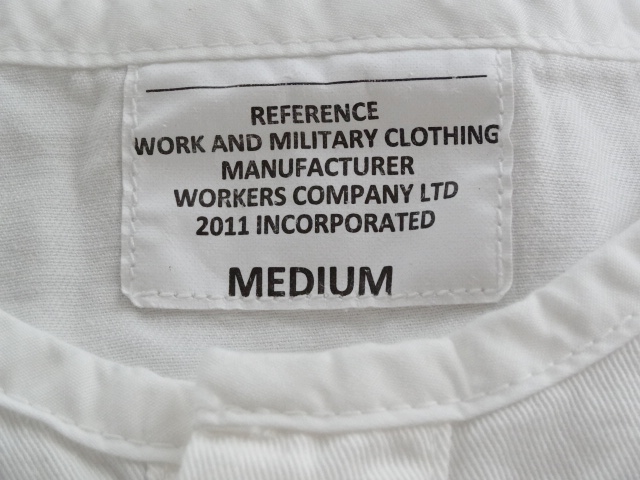 REFERENCE
WORK AND MILITARY CLOTHING
MANUFACTURER
WORKERS COMPANY LTD
2011 INCORPORATED
MEDIUM